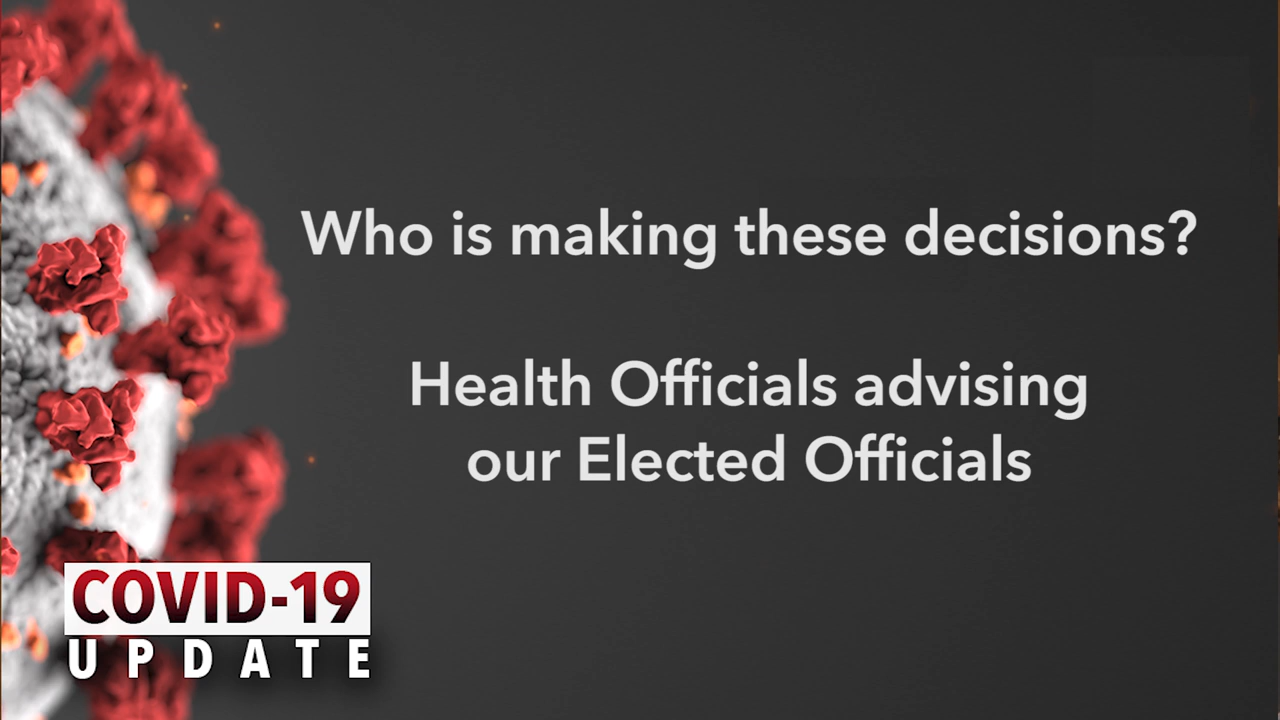 Who is making these decisions?
Health Officials advising
our Elected Officials
COVID-19
UPDATE